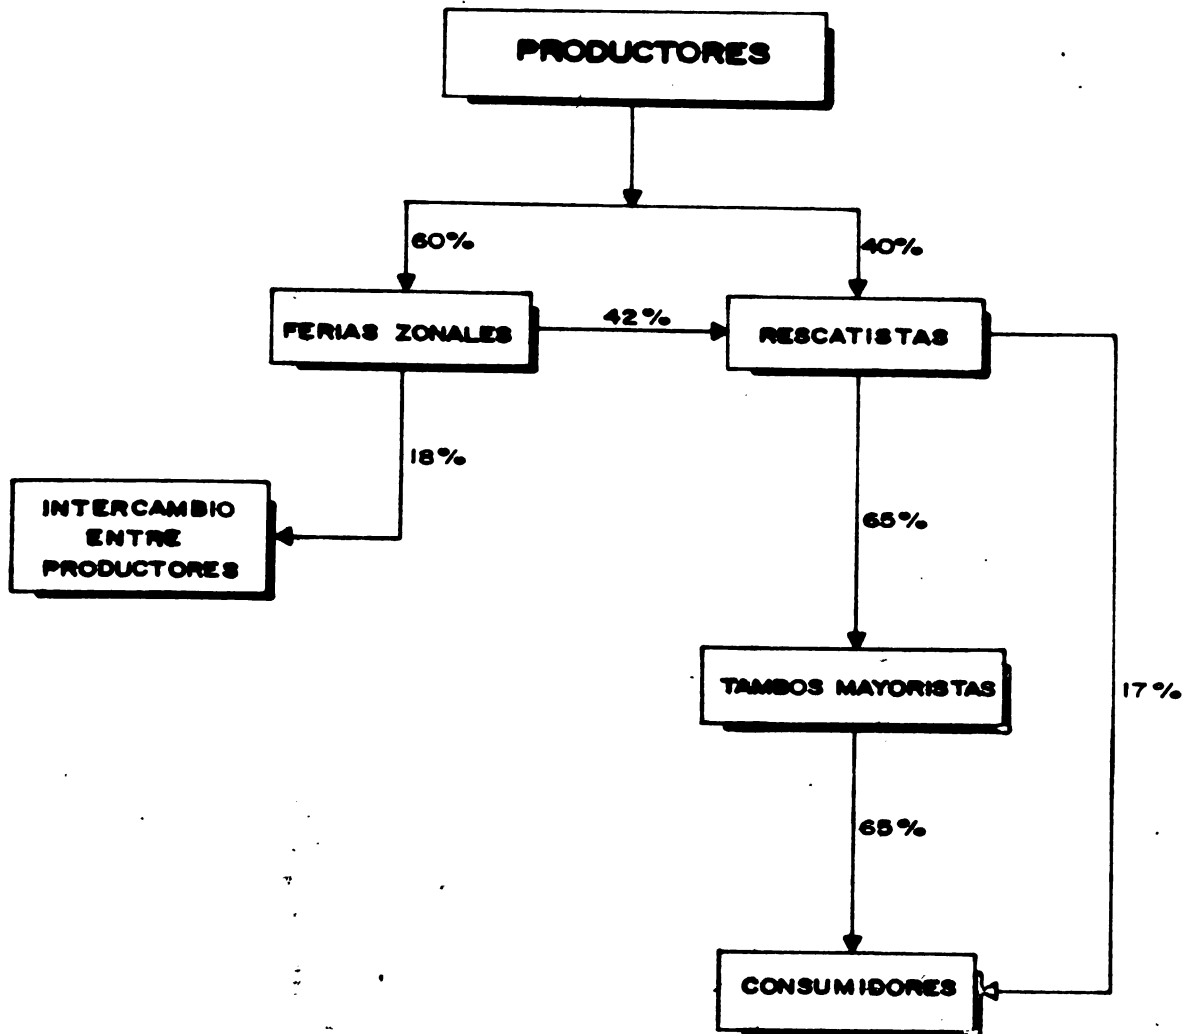 PRODUCTORES
60%
40%
FERIAS ZONALES
42%
RESCATISTAS
18%
INTERCAMBIO
ENTRE
PRODUCTORES
65%
TAMBOS MAYORISTAS
17%
65%
CONSUMIDORES